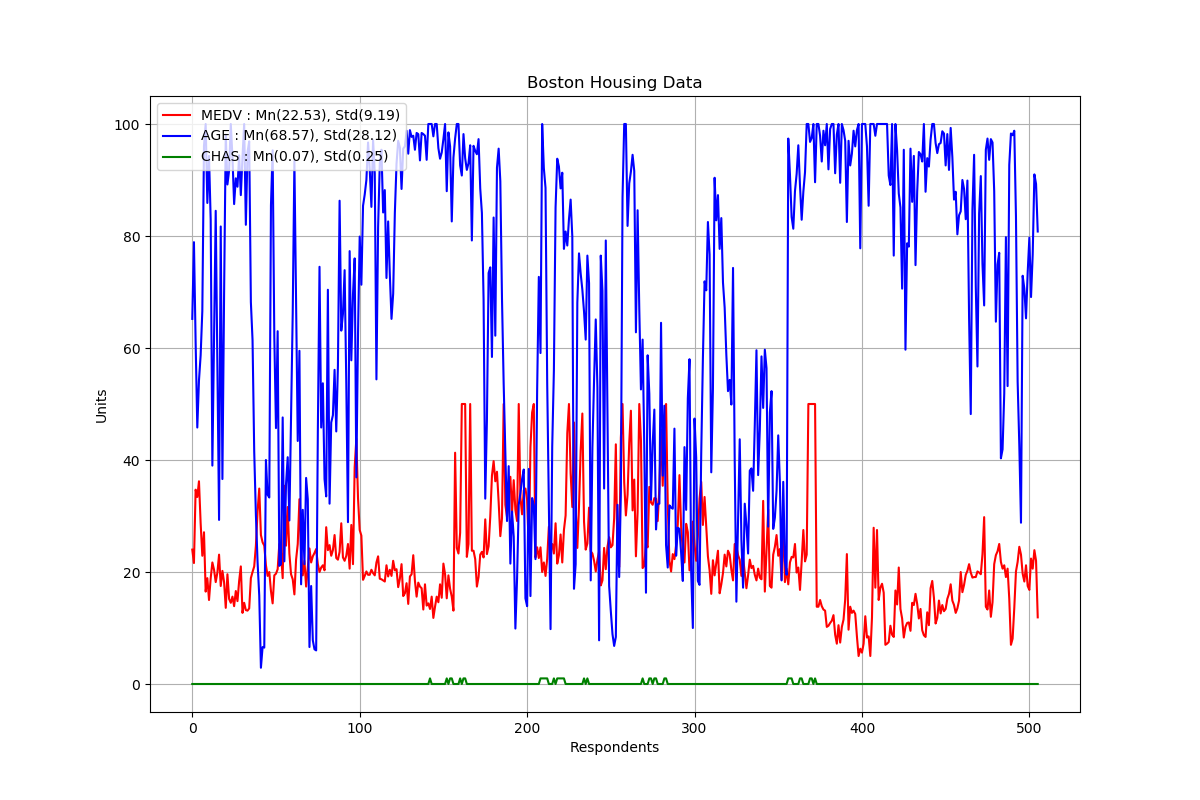 Boston Housing Data
MEDV : Mn(22.53), Std(9.19)
AGE : Mn(68.57), Std(28.12)
CHAS : Mn(0.07), Std(0.25)
100
80
60
40
20
0
Units
0 100 200 300 400 500
Respondents